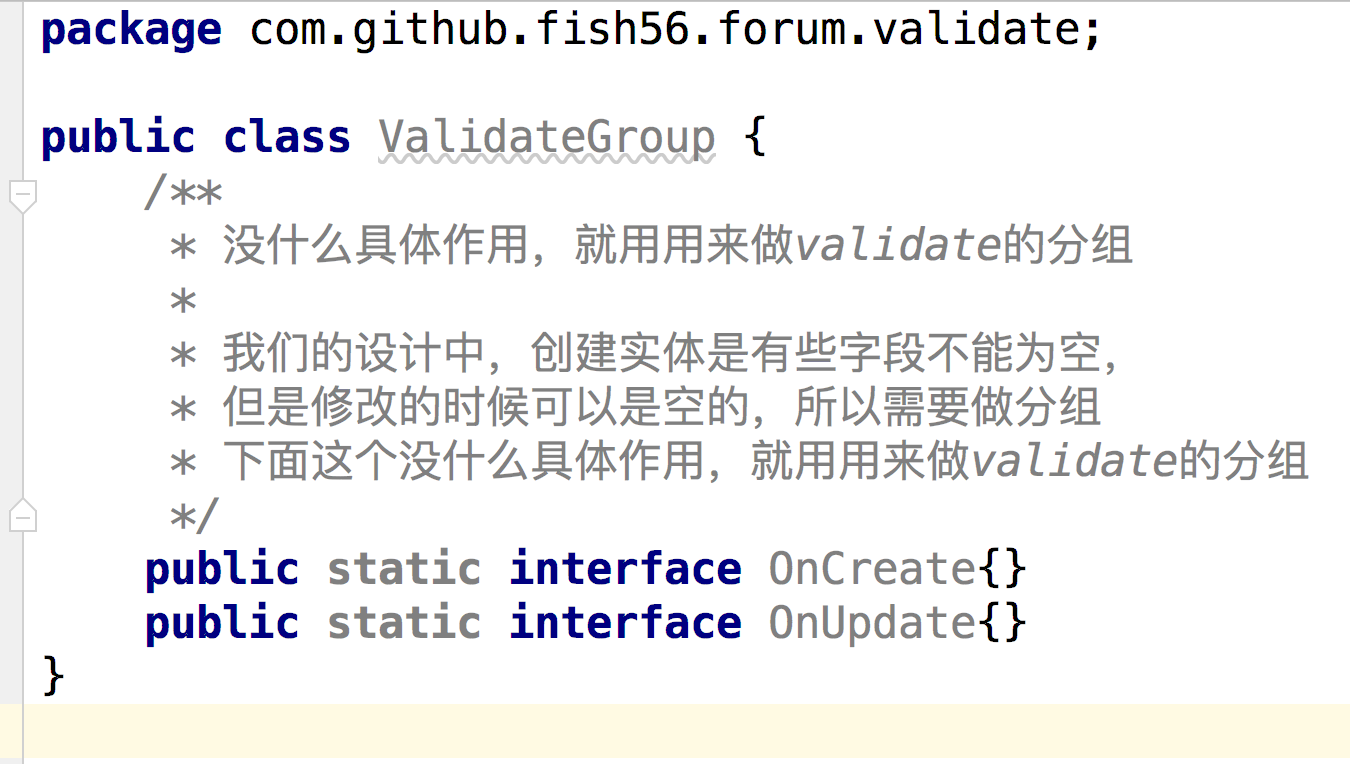 package com.github.fish56.forum.validate;
public class ValidateGroup {
/**
* 没什么具体作用，就用用来做validate的分组
*
* 我们的设计中，创建实体是有些字段不能为空，
* 但是修改的时候可以是空的，所以需要做分组
* 下面这个没什么具体作用，就用用来做validate的分组
*/
public static interface OnCreate{}
public static interface OnUpdate{}
}